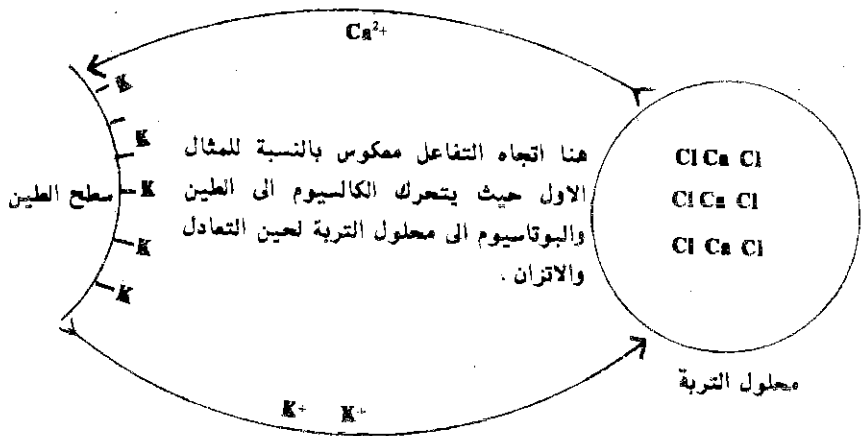 Ca²⁺
K
K
K
K
K
سطح الطين
هنا اتجاه التفاعل معكوس بالنسبة للمثال
الاول حيث يتحرك الكالسيوم الى الطين
والبوتاسيوم الى محلول التربة لحين التعادل
والاتزان .
Cl Ca Cl
Cl Ca Cl
Cl Ca Cl
محلول التربة
K⁺ K⁺